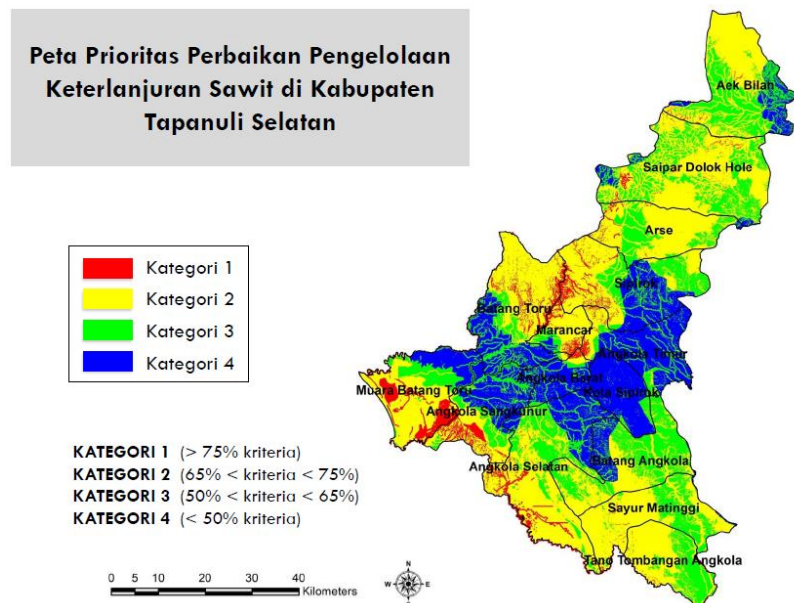 Peta Prioritas Perbaikan Pengelolaan
Keterlanjuran Sawit di Kabupaten
Tapanuli Selatan
Aek Bilah
Saipar Dolok Hole
Arse
Sipirok
Batang Toru
Marancar
Angkola Timur
Angkola Barat
Muara Batang Toru
Angkola Sangkunur
Angkola Selatan
Batang Angkola
Sayur Matinggi
Tano Tombangan Angkola
Kategori 1
Kategori 2
Kategori 3
Kategori 4
KATEGORI 1 (> 75% kriteria)
KATEGORI 2 (65% < kriteria < 75%)
KATEGORI 3 (50% < kriteria < 65%)
KATEGORI 4 (< 50% kriteria)
0 5 10 20 30 40
Kilometers
N
W
E
S